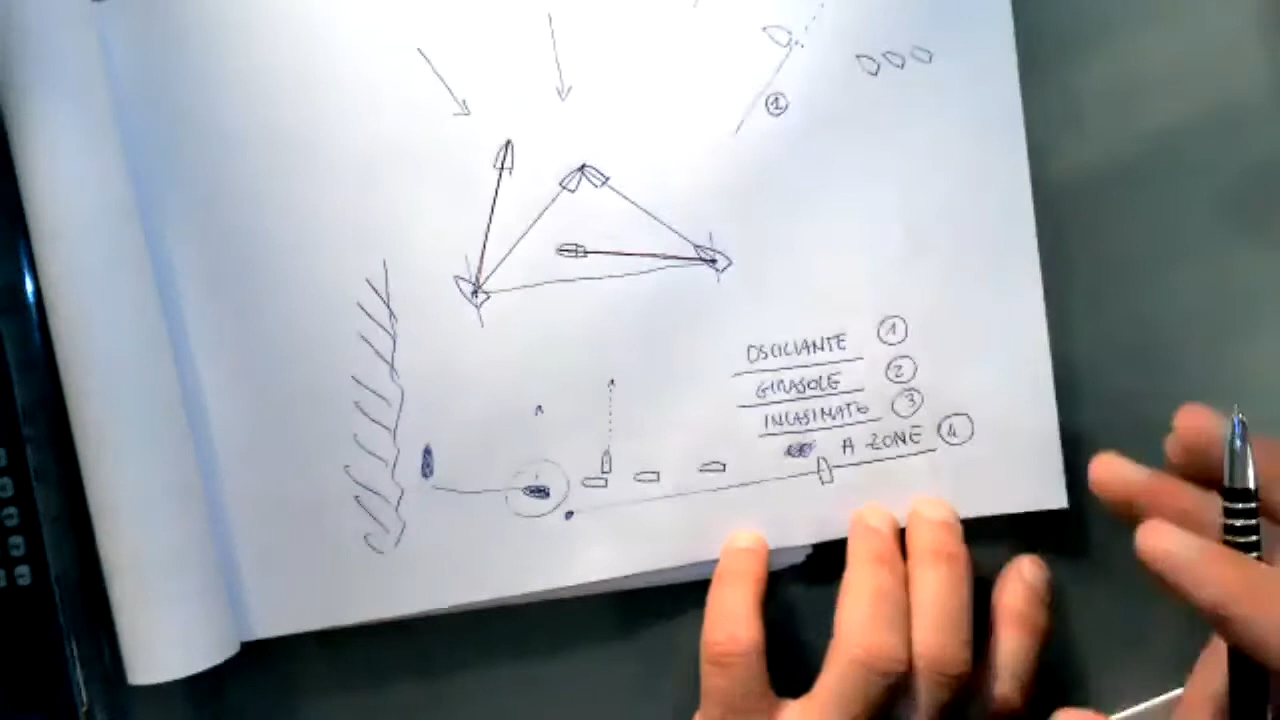 1
OSCILLANTE 1
GIRASOLE 2
INCASINATO 3
A ZONE 4